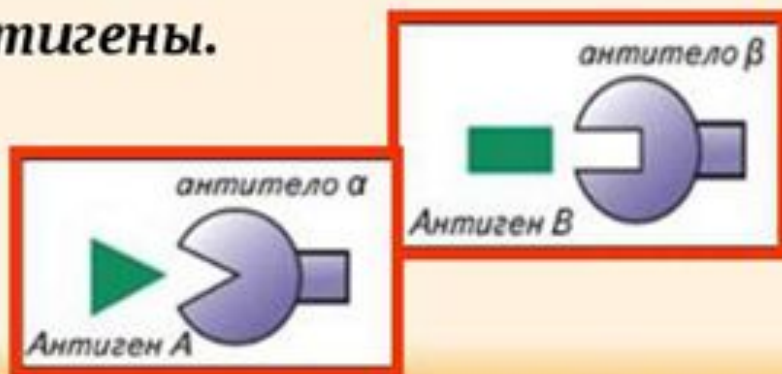 тигены.
антитело β
Антиген В
антитело α
Антиген А